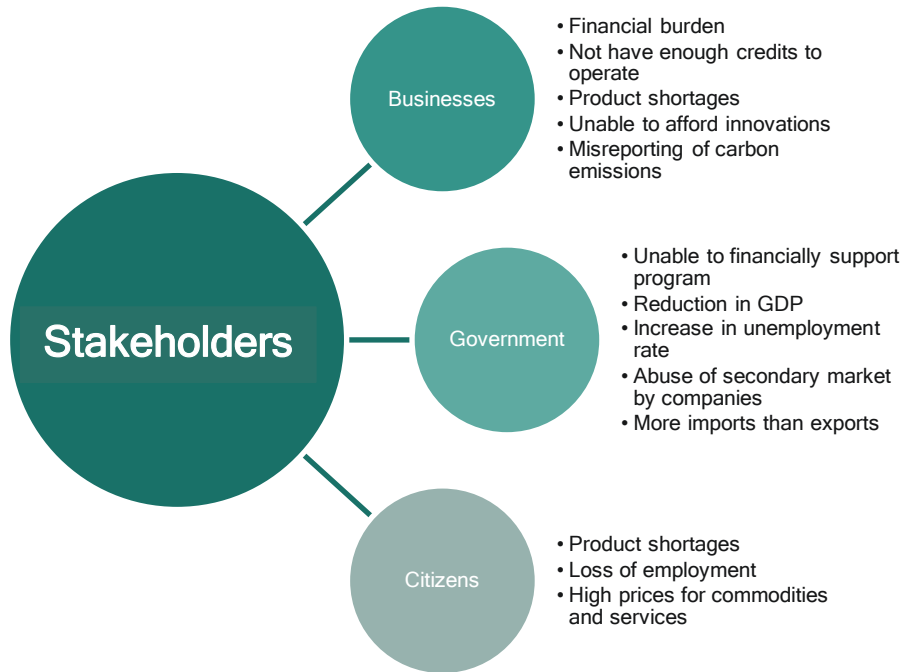 Stakeholders
Businesses
• Financial burden
• Not have enough credits to
operate
• Product shortages
• Unable to afford innovations
• Misreporting of carbon
emissions
Government
• Unable to financially support
program
• Reduction in GDP
• Increase in unemployment
rate
• Abuse of secondary market
by companies
• More imports than exports
Citizens
• Product shortages
• Loss of employment
• High prices for commodities
and services